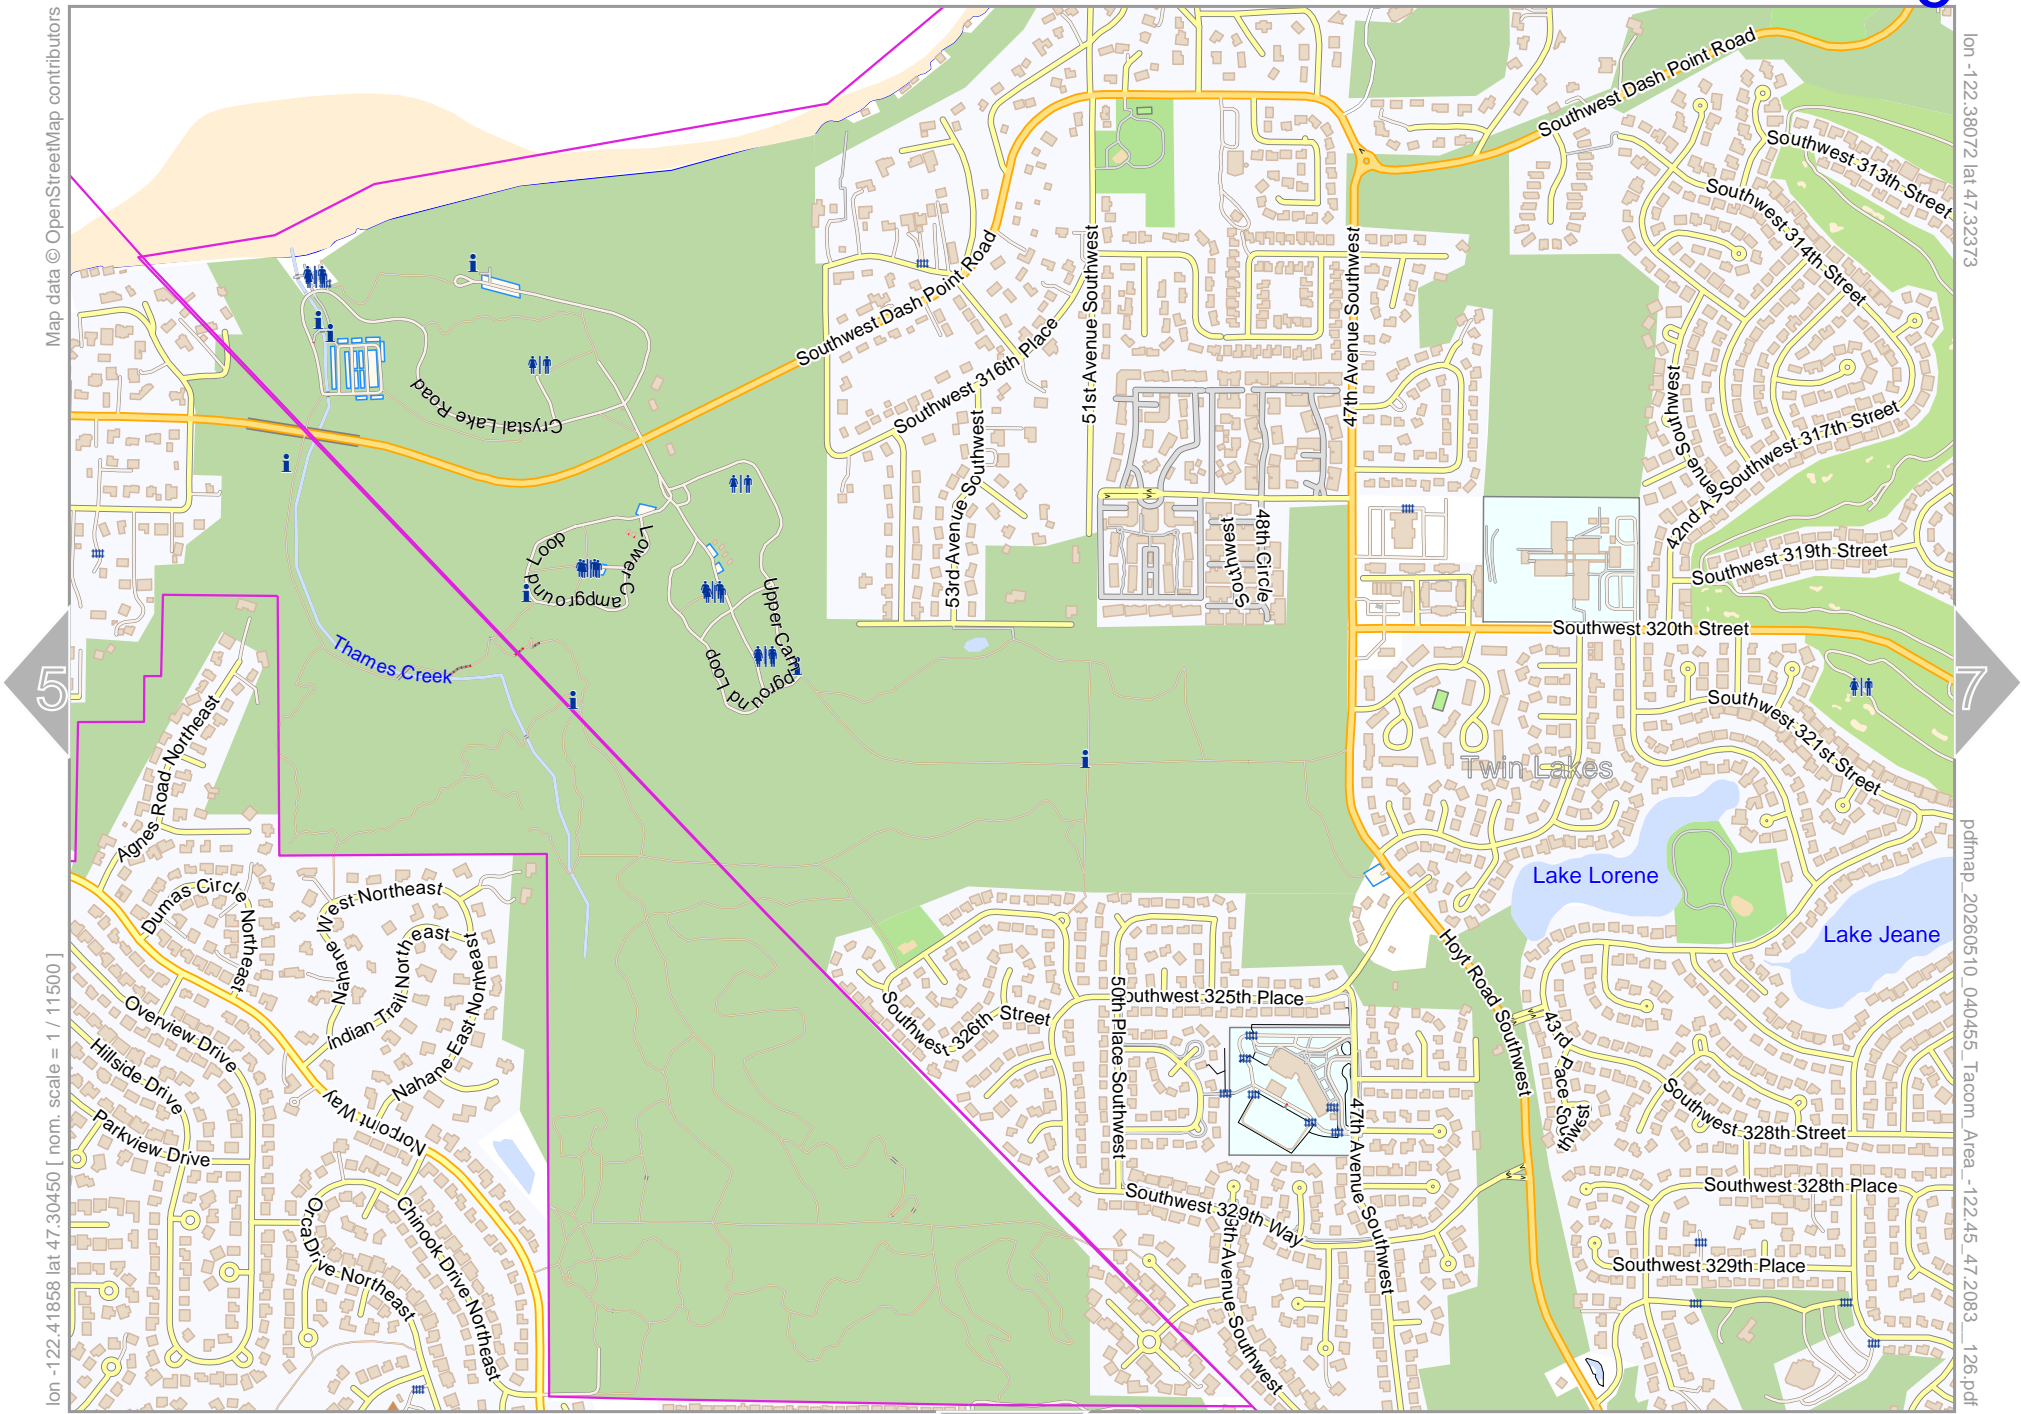 Map data © OpenStreetMap contributors
lon -122.41858 lat 47.30450 [ nom. scale = 1 / 11500 ]
lon -122.38072 lat 47.32373
pdfmap_20260510_040455_Tacom_Area_-122.45_47.2083__126.pdf
5
7
Southwest Dash Point Road
Southwest 313th Street
Southwest 314th Street
Southwest Dash Point Road
51st Avenue Southwest
47th Avenue Southwest
Southwest 316th Place
Crystal Lake Road
53rd Avenue Southwest
42nd Avenue Southwest
Southwest 317th Street
48th Circle Southwest
Southwest 319th Street
Lower Campground Loop
Upper Campground Loop
Southwest 320th Street
Thames Creek
Southwest 321st Street
Twin Lakes
Agnes Road Northeast
Lake Lorene
Lake Jeane
Dumas Circle Northeast
Nahane West Northeast
Indian Trail Northeast
Nahane East Northeast
Hoyt Road Southwest
Southwest 325th Place
50th Place Southwest
Southwest 326th Street
Overview Drive
Hillside Drive
Parkview Drive
Norpoint Way
43rd Place Southwest
Southwest 328th Street
47th Avenue Southwest
Southwest 328th Place
Southwest 329th Way
Southwest 329th Place
Orca Drive Northeast
Chinook Drive Northeast
Avenue Southwest